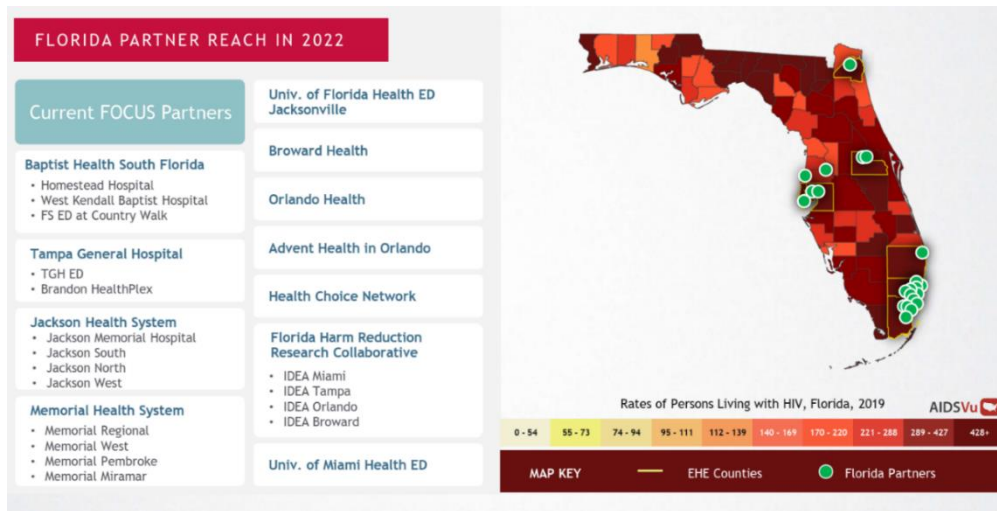 FLORIDA PARTNER REACH IN 2022
Current FOCUS Partners
Baptist Health South Florida
• Homestead Hospital
• West Kendall Baptist Hospital
• FS ED at Country Walk
Tampa General Hospital
• TGH ED
• Brandon HealthPlex
Jackson Health System
• Jackson Memorial Hospital
• Jackson South
• Jackson North
• Jackson West
Memorial Health System
• Memorial Regional
• Memorial West
• Memorial Pembroke
• Memorial Miramar
Univ. of Florida Health ED
Jacksonville
Broward Health
Orlando Health
Advent Health in Orlando
Health Choice Network
Florida Harm Reduction
Research Collaborative
• IDEA Miami
• IDEA Tampa
• IDEA Orlando
• IDEA Broward
Univ. of Miami Health ED
Rates of Persons Living with HIV, Florida, 2019
AIDSVu
0 - 54 55 - 73 74 - 94 95 - 111 112 - 139 140 - 169 170 - 220 221 - 288 289 - 427 428+
MAP KEY EHE Counties Florida Partners